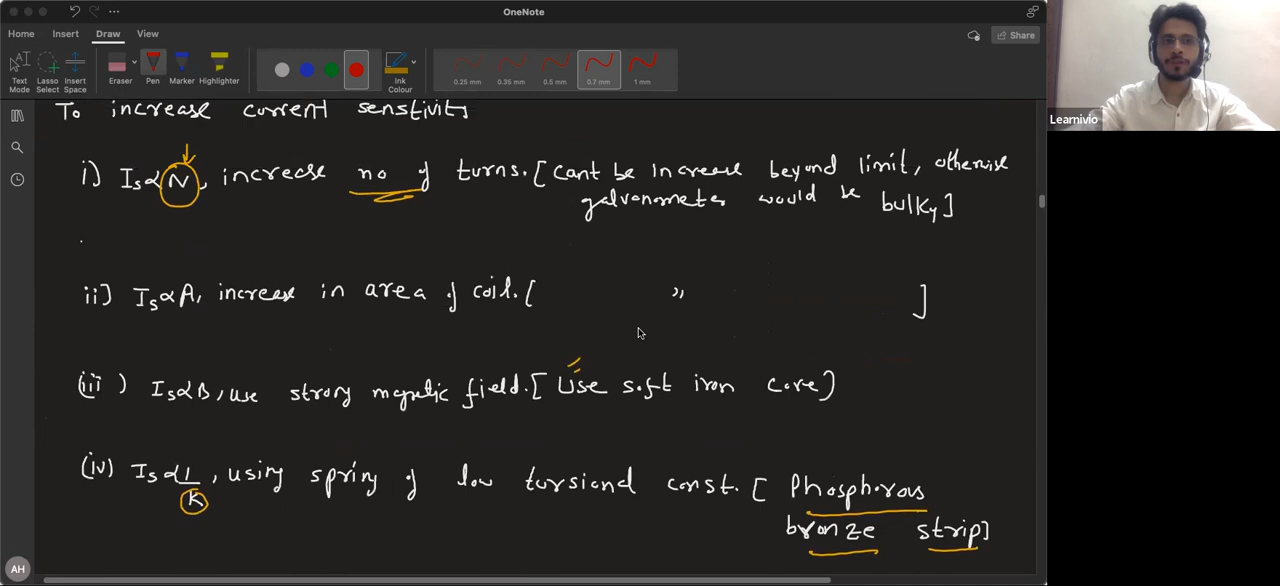 OneNote
Home Insert Draw View
Share
Text Mode
Lasso Select
Insert Space
Eraser
Pen
Marker
Highlighter
0.25 mm
0.35 mm
0.5 mm
0.7 mm
1 mm
Ink Colour
Learnivio
To increase current senstivity
i) Is∝N, increase no of turns. [Cant be increase beyond limit, otherwise
galvanometer would be bulky]
ii] Is∝A, increase in area of coil. [ ,, ]
(iii) Is∝B, use strong magnetic field. [Use soft iron core)
(iv) Is∝1/K, using spring of low torsional const. [Phosphorous
bronze strip]
AH